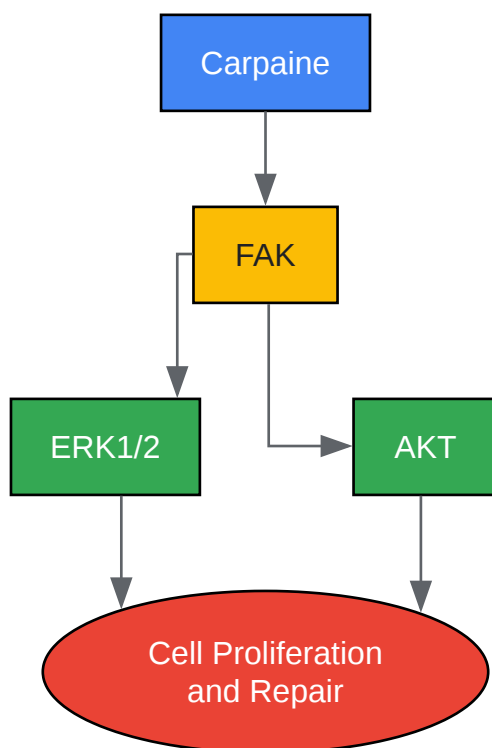 Carpaine
FAK
ERK1/2
AKT
Cell Proliferation
and Repair